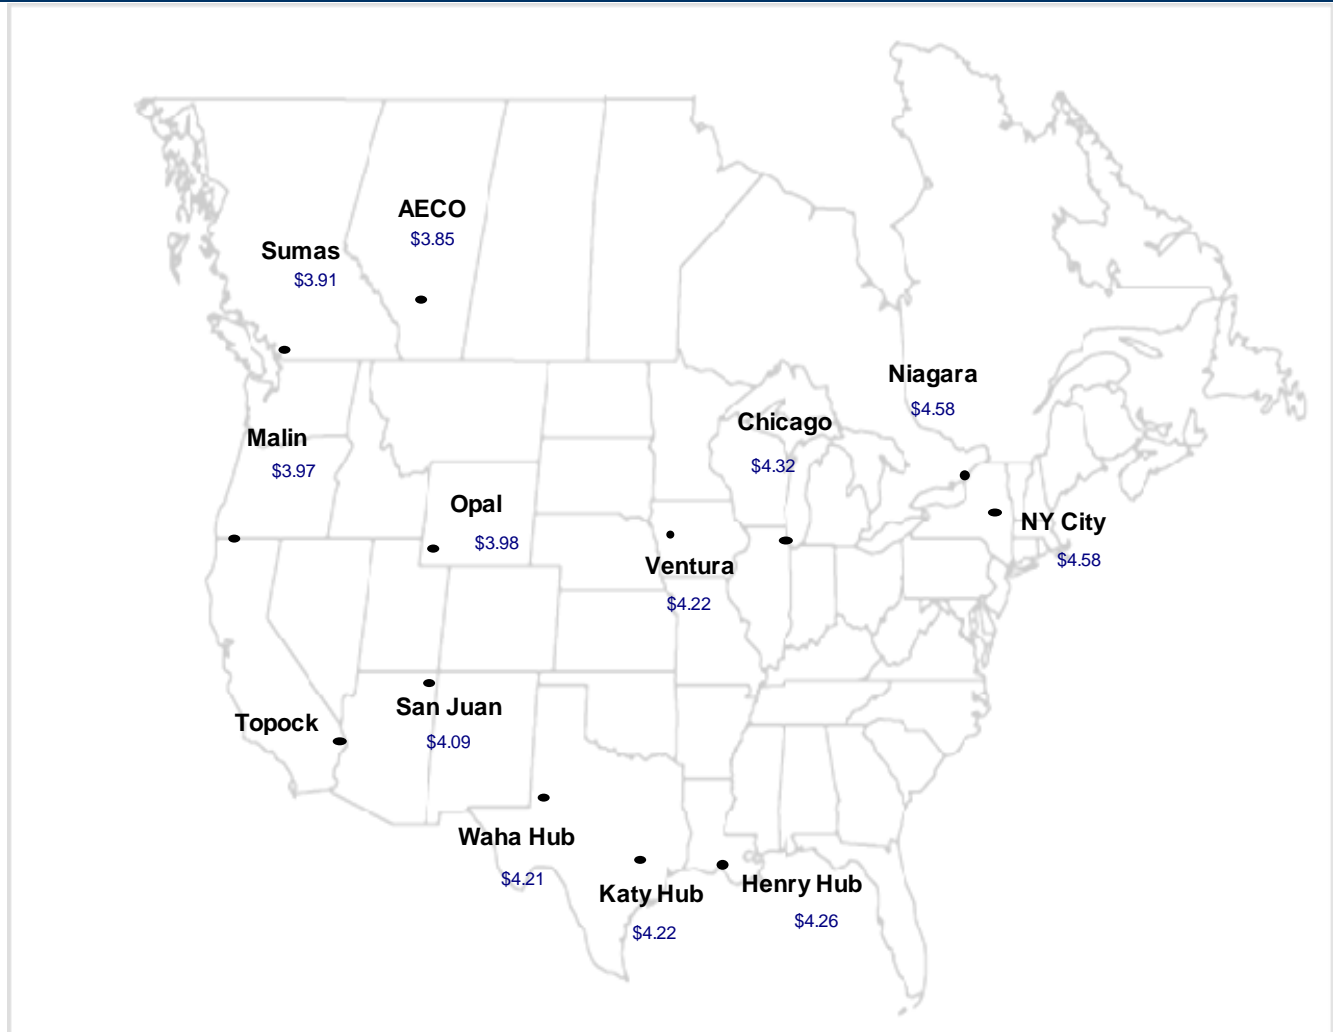 AECO
$3.85
Sumas
$3.91
Niagara
$4.58
Chicago
$4.32
Malin
$3.97
Opal
$3.98
NY City
$4.58
Ventura
$4.22
San Juan
$4.09
Topock
Waha Hub
$4.21
Katy Hub
$4.22
Henry Hub
$4.26